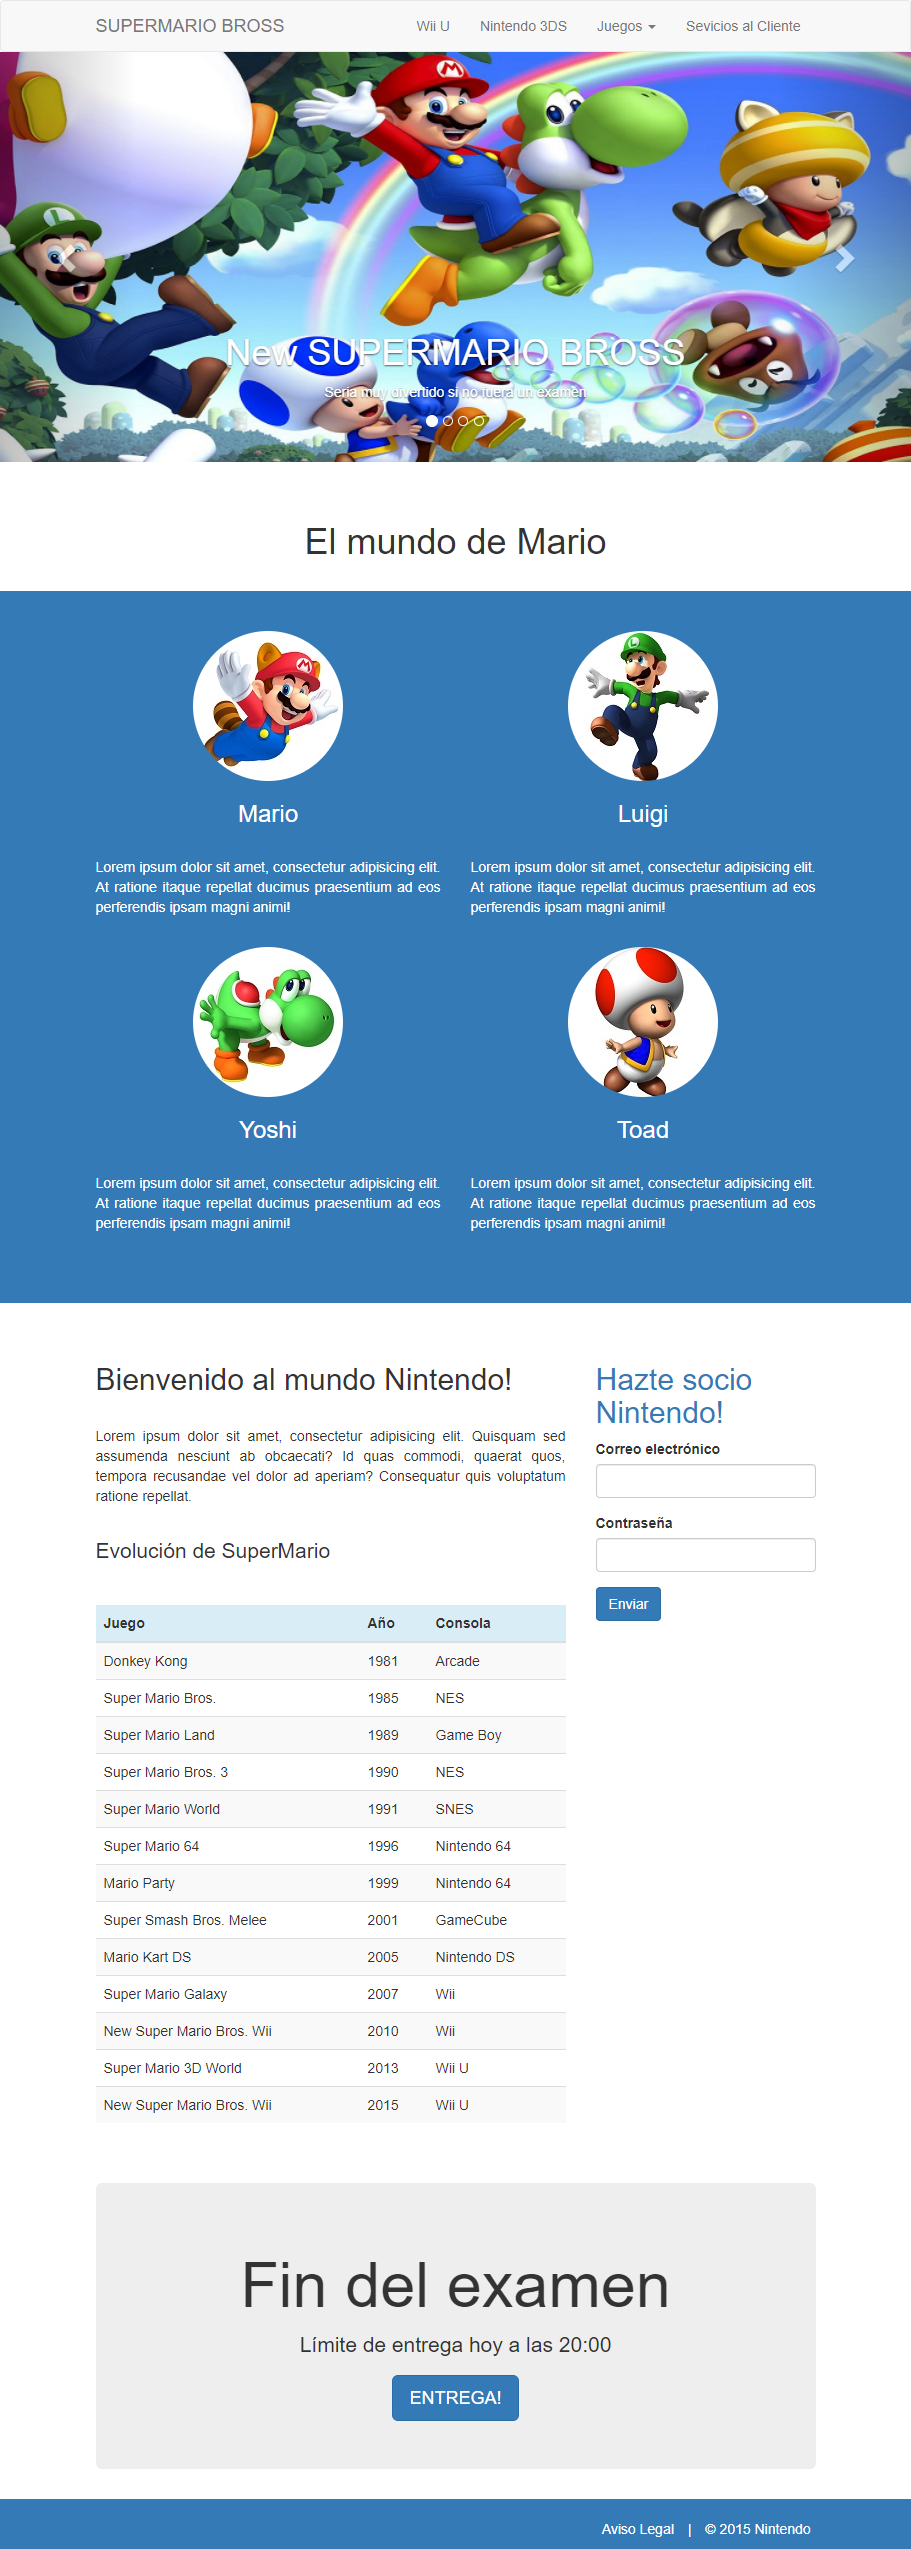 SUPERMARIO BROSS
Wii U
Nintendo 3DS
Juegos
Sevicios al Cliente
New SUPERMARIO BROSS
Sería muy divertido si no fuera un examen
El mundo de Mario
Mario
Lorem ipsum dolor sit amet, consectetur adipisicing elit.
At ratione itaque repellat ducimus praesentium ad eos
perferendis ipsam magni animi!
Luigi
Lorem ipsum dolor sit amet, consectetur adipisicing elit.
At ratione itaque repellat ducimus praesentium ad eos
perferendis ipsam magni animi!
Yoshi
Lorem ipsum dolor sit amet, consectetur adipisicing elit.
At ratione itaque repellat ducimus praesentium ad eos
perferendis ipsam magni animi!
Toad
Lorem ipsum dolor sit amet, consectetur adipisicing elit.
At ratione itaque repellat ducimus praesentium ad eos
perferendis ipsam magni animi!
Bienvenido al mundo Nintendo!
Lorem ipsum dolor sit amet, consectetur adipisicing elit. Quisquam sed
assumenda nesciunt ab obcaecati? Id quas commodi, quaerat quos,
tempora recusandae vel dolor ad aperiam? Consequatur quis voluptatum
ratione repellat.
Evolución de SuperMario
Juego Año Consola
Donkey Kong 1981 Arcade
Super Mario Bros. 1985 NES
Super Mario Land 1989 Game Boy
Super Mario Bros. 3 1990 NES
Super Mario World 1991 SNES
Super Mario 64 1996 Nintendo 64
Mario Party 1999 Nintendo 64
Super Smash Bros. Melee 2001 GameCube
Mario Kart DS 2005 Nintendo DS
Super Mario Galaxy 2007 Wii
New Super Mario Bros. Wii 2010 Wii
Super Mario 3D World 2013 Wii U
New Super Mario Bros. Wii 2015 Wii U
Hazte socio
Nintendo!
Correo electrónico
Contraseña
Enviar
Fin del examen
Límite de entrega hoy a las 20:00
ENTREGA!
Aviso Legal | © 2015 Nintendo